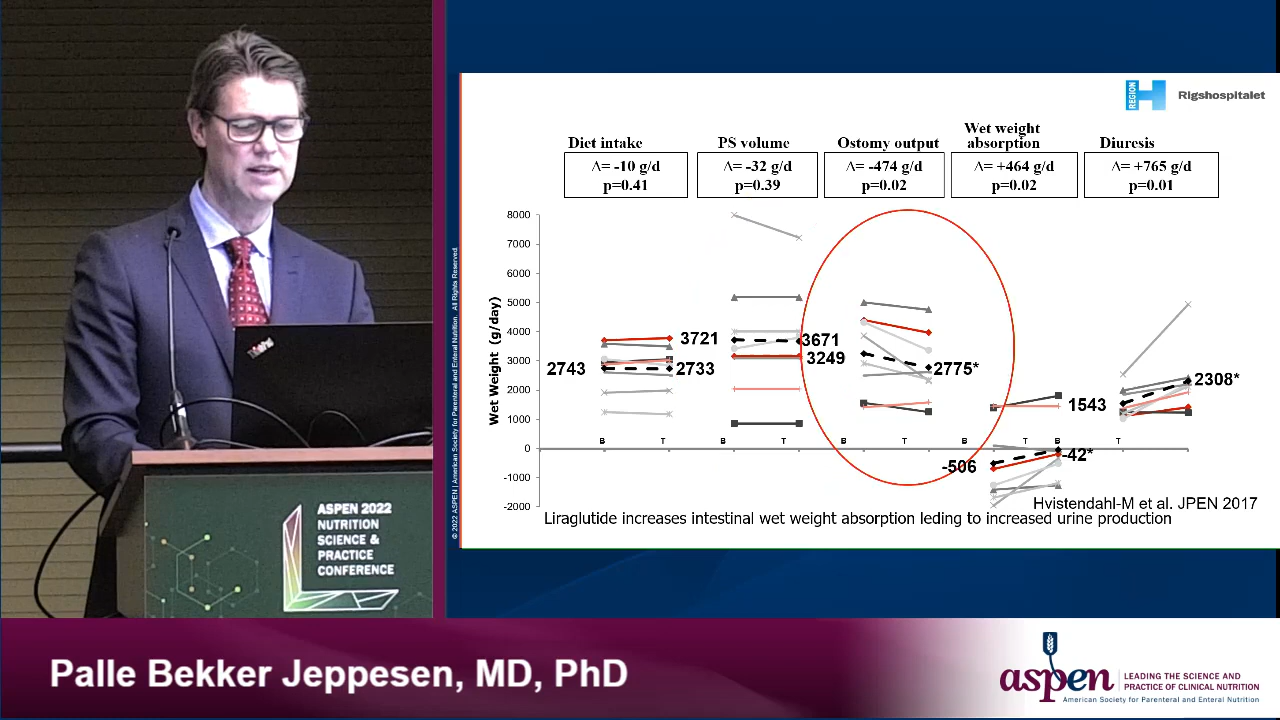 REGION
Rigshospitalet
Diet intake
Δ= -10 g/d
p=0.41
PS volume
Δ= -32 g/d
p=0.39
Ostomy output
Δ= -474 g/d
p=0.02
Wet weight
absorption
Δ= +464 g/d
p=0.02
Diuresis
Δ= +765 g/d
p=0.01
Wet Weight (g/day)
8000
7000
6000
5000
4000
3000
2000
1000
0
-1000
-2000
2743
2733
3721
3671
3249
2775*
-506
-42*
1543
2308*
B T B T B T B T B T
Hvistendahl-M et al. JPEN 2017
Liraglutide increases intestinal wet weight absorption leding to increased urine production
© 2022 ASPEN | American Society for Parenteral and Enteral Nutrition. All Rights Reserved.
ASPEN 2022
NUTRITION
SCIENCE &
PRACTICE
CONFERENCE
Palle Bekker Jeppesen, MD, PhD
aspen
LEADING THE SCIENCE AND
PRACTICE OF CLINICAL NUTRITION
American Society for Parenteral and Enteral Nutrition